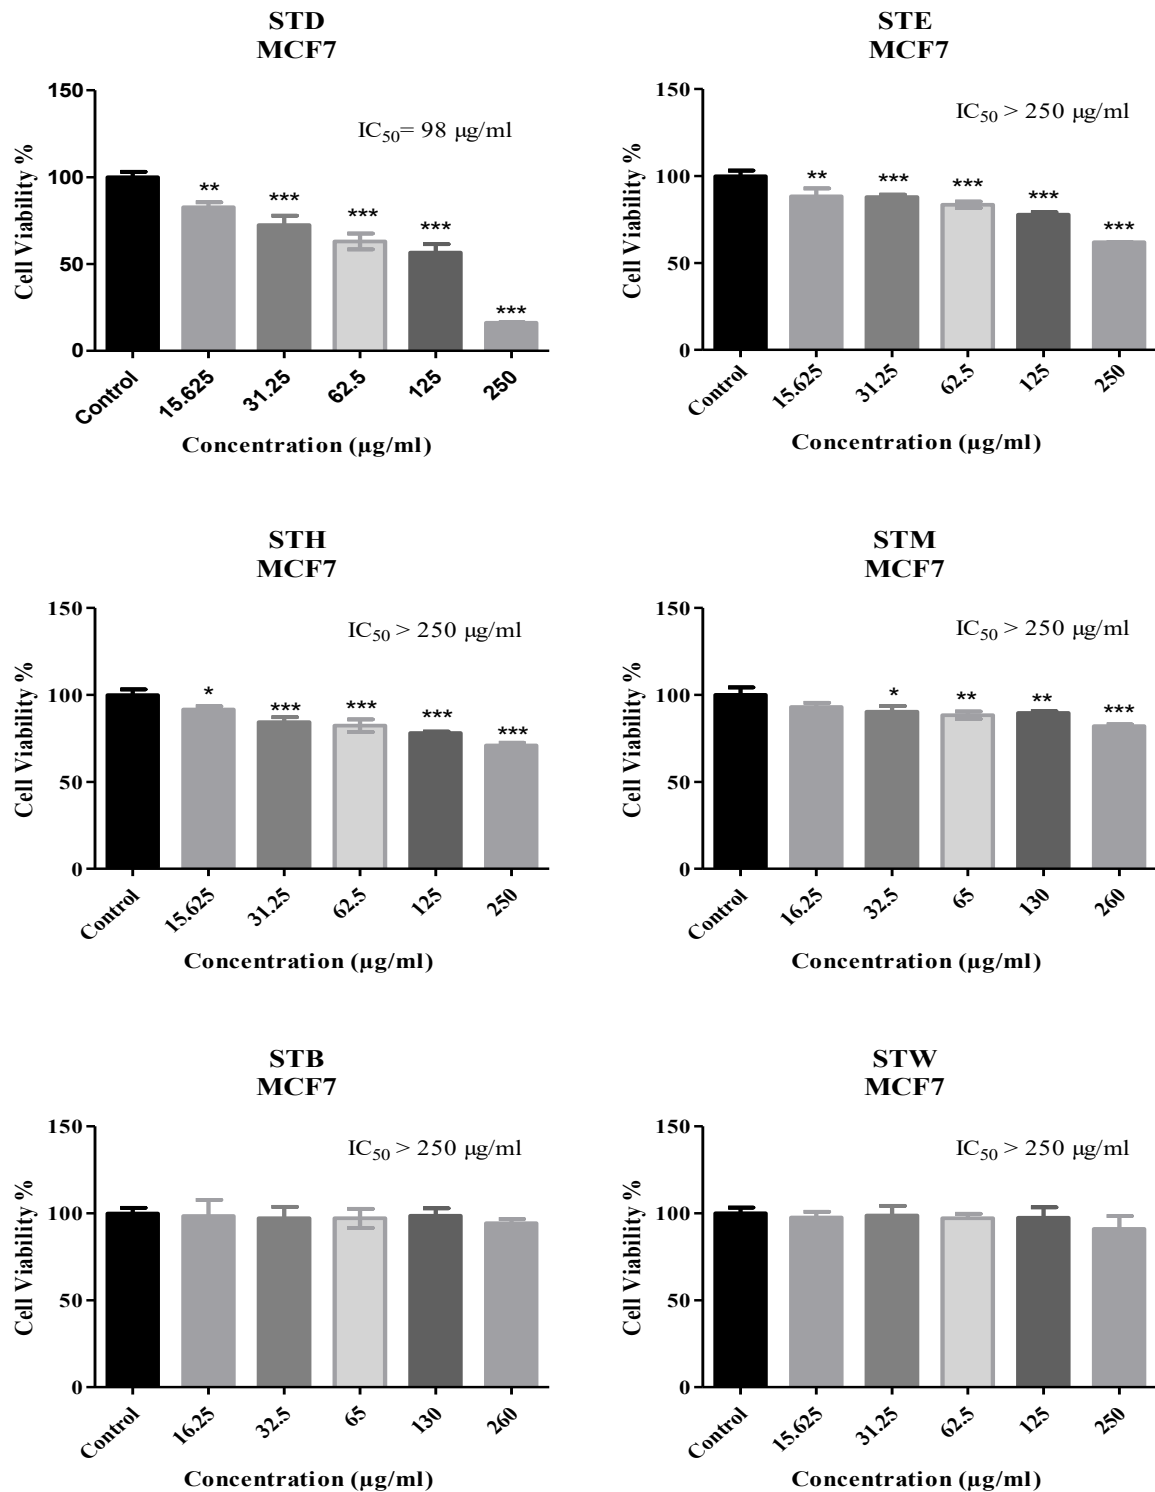 STD
MCF7
IC50= 98 µg/ml
Cell Viability %
150
100
50
0
**
***
***
***
***
Control
15.625
31.25
62.5
125
250
Concentration (µg/ml)
STE
MCF7
IC50 > 250 µg/ml
Cell Viability %
150
100
50
0
**
***
***
***
***
Control
15.625
31.25
62.5
125
250
Concentration (µg/ml)
STH
MCF7
IC50 > 250 µg/ml
Cell Viability %
150
100
50
0
*
***
***
***
***
Control
15.625
31.25
62.5
125
250
Concentration (µg/ml)
STM
MCF7
IC50 > 250 µg/ml
Cell Viability %
150
100
50
0
*
**
**
***
Control
16.25
32.5
65
130
260
Concentration (µg/ml)
STB
MCF7
IC50 > 250 µg/ml
Cell Viability %
150
100
50
0
Control
16.25
32.5
65
130
260
Concentration (µg/ml)
STW
MCF7
IC50 > 250 µg/ml
Cell Viability %
150
100
50
0
Control
15.625
31.25
62.5
125
250
Concentration (µg/ml)